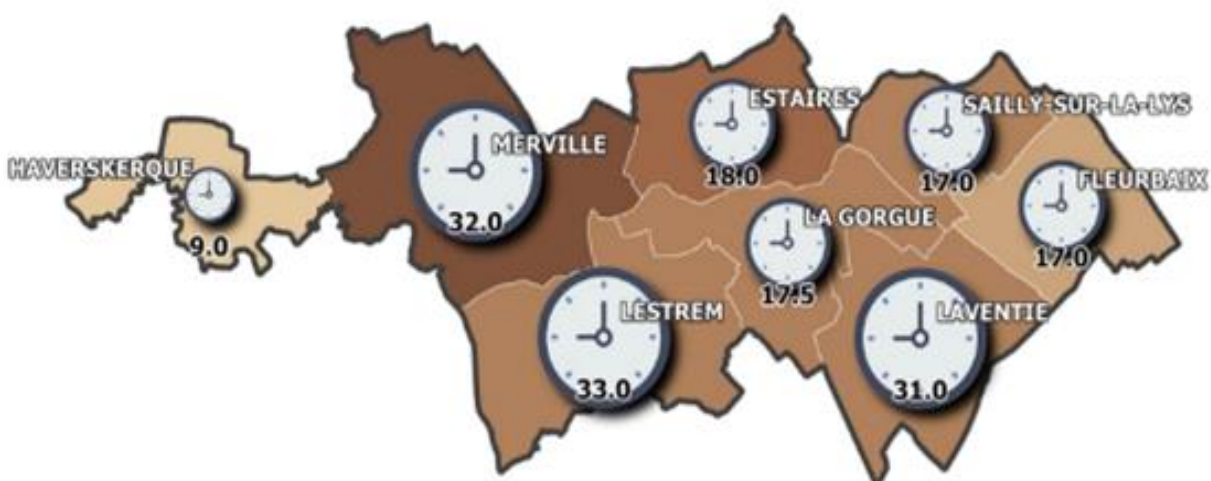 HAVERSKERQUE
9.0
MERVILLE
32.0
ESTAIRES
18.0
SAILLY-SUR-LA-LYS
17.0
FLEURBAIX
17.0
LA GORGUE
17.5
LESTREM
33.0
LAVENTIE
31.0